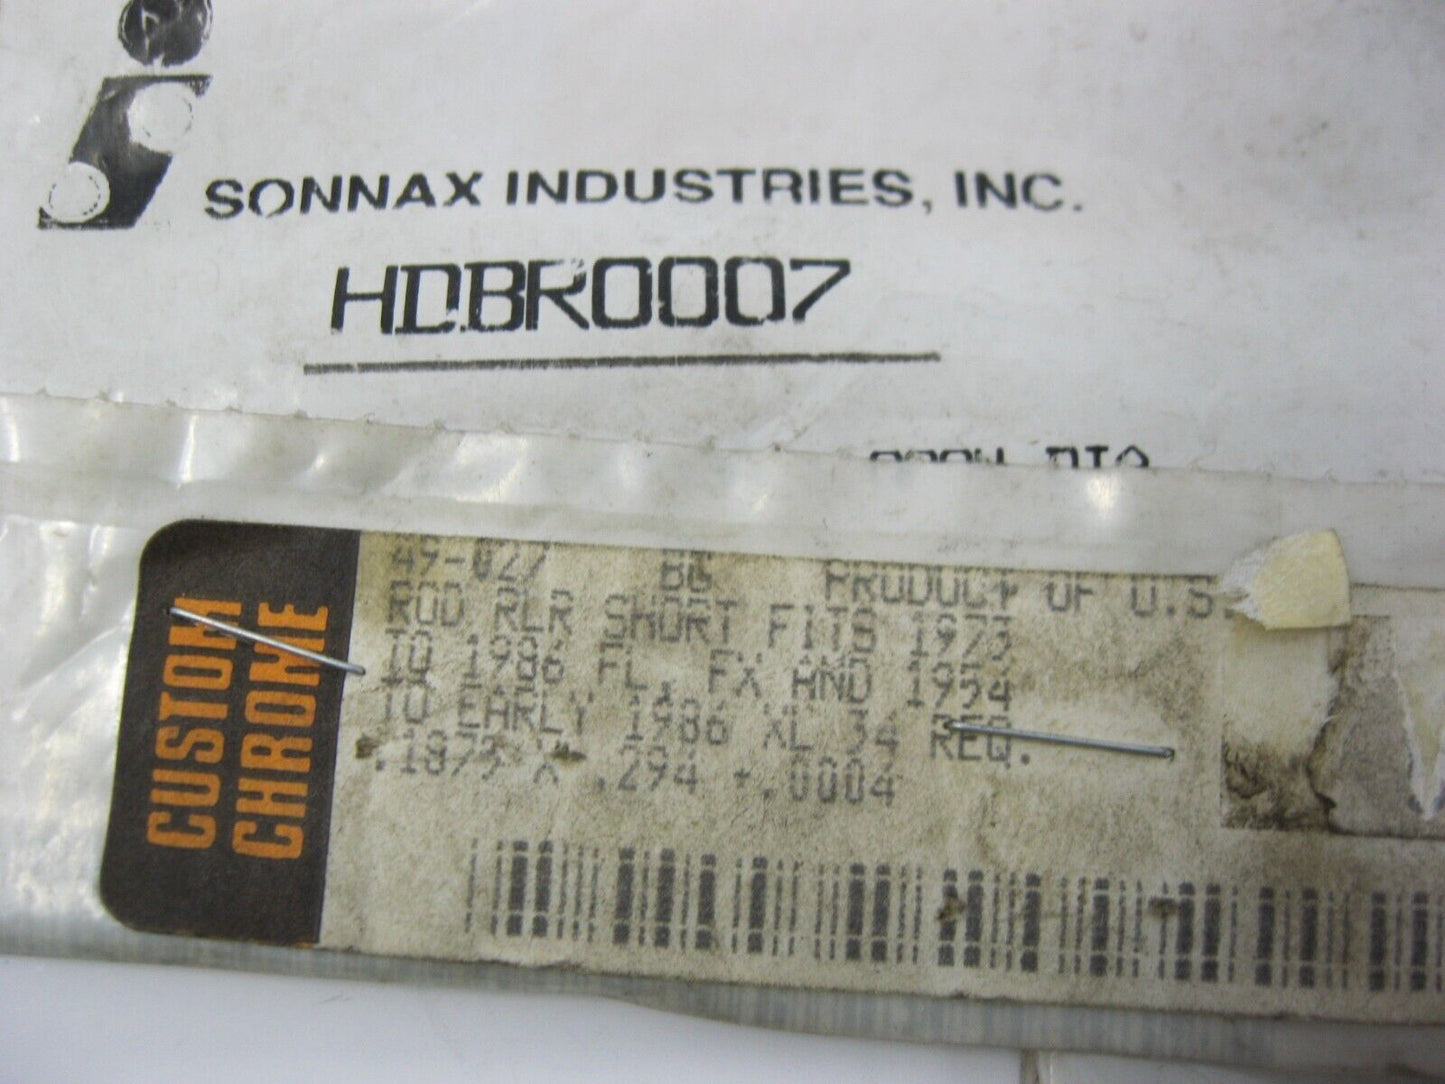 SONNAX INDUSTRIES, INC.
HDBR0007
49-027 BG PRODUCT OF U.S.
ROD RLR SHORT FITS 1973
TO 1986 FL, FX AND 1954
TO EARLY 1986 XL 34 REQ.
.1875 X .294 +.0004
CUSTOM
CHROME